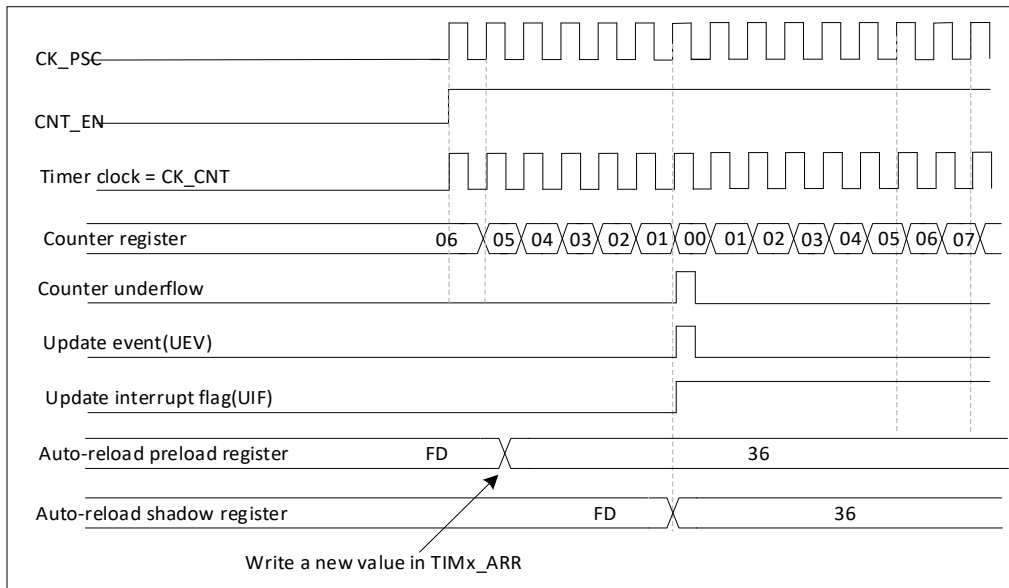 CK_PSC
CNT_EN
Timer clock = CK_CNT
Counter register 06 05 04 03 02 01 00 01 02 03 04 05 06 07
Counter underflow
Update event(UEV)
Update interrupt flag(UIF)
Auto-reload preload register FD 36
Auto-reload shadow register FD 36
Write a new value in TIMx_ARR